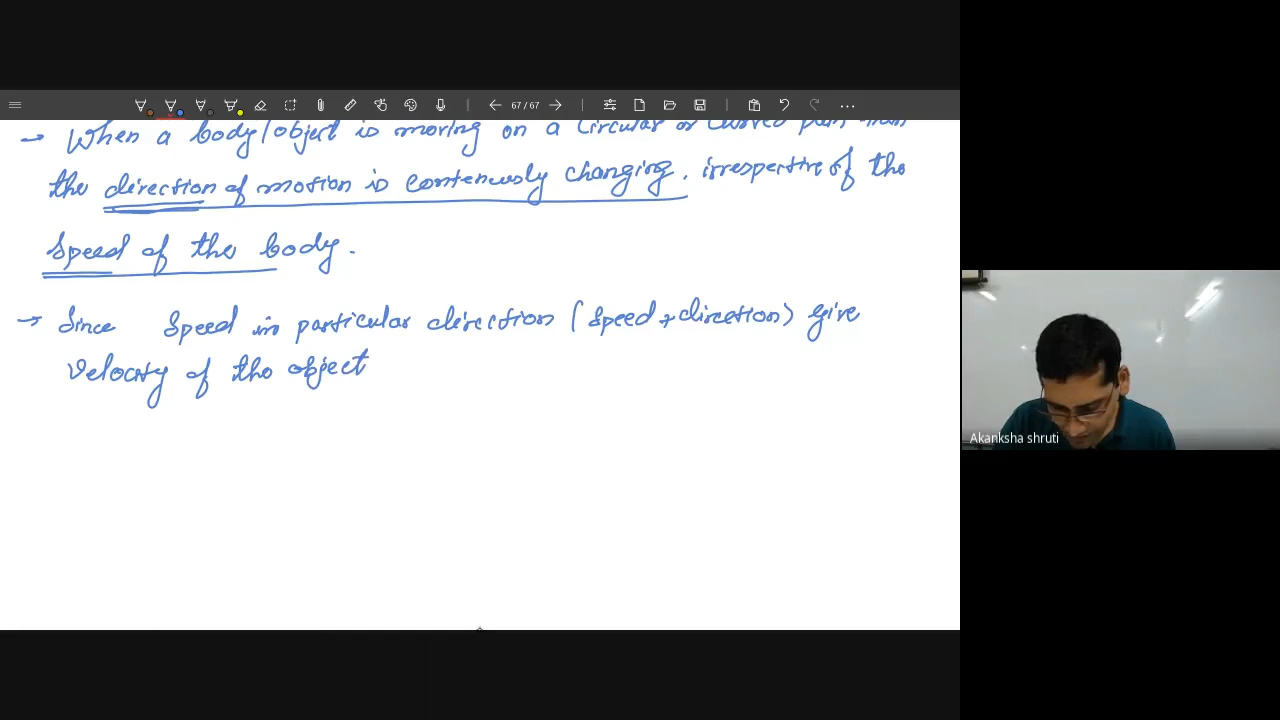 67/67
→ When a body/object is moving on a Circular or Curved path than
the direction of motion is contenuously changing, irrespective of the
Speed of the body.
→ Since Speed in particular direction (Speed + direction) give
Velocity of the object
Akanksha shruti